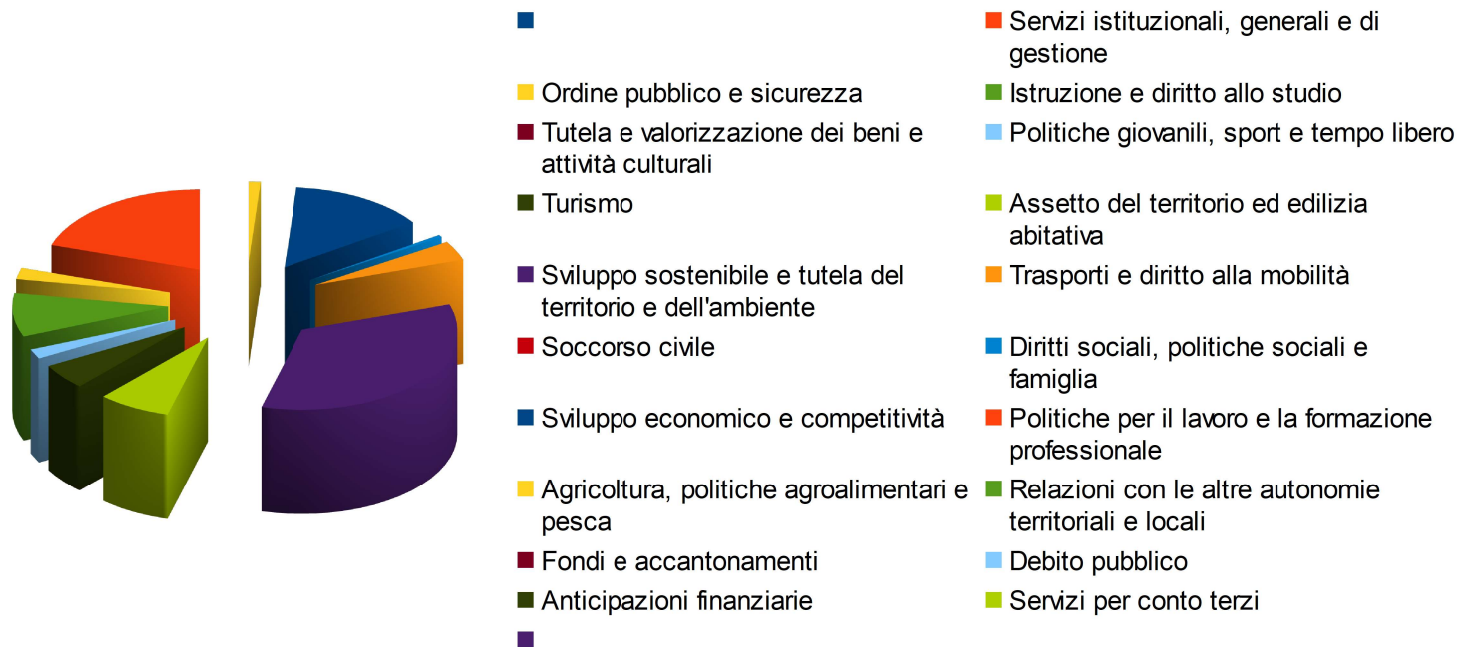 Servizi istituzionali, generali e di
gestione
Ordine pubblico e sicurezza
Istruzione e diritto allo studio
Tutela e valorizzazione dei beni e
attività culturali
Politiche giovanili, sport e tempo libero
Turismo
Assetto del territorio ed edilizia
abitativa
Sviluppo sostenibile e tutela del
territorio e dell'ambiente
Trasporti e diritto alla mobilità
Soccorso civile
Diritti sociali, politiche sociali e
famiglia
Sviluppo economico e competitività
Politiche per il lavoro e la formazione
professionale
Agricoltura, politiche agroalimentari e
pesca
Relazioni con le altre autonomie
territoriali e locali
Fondi e accantonamenti
Debito pubblico
Anticipazioni finanziarie
Servizi per conto terzi